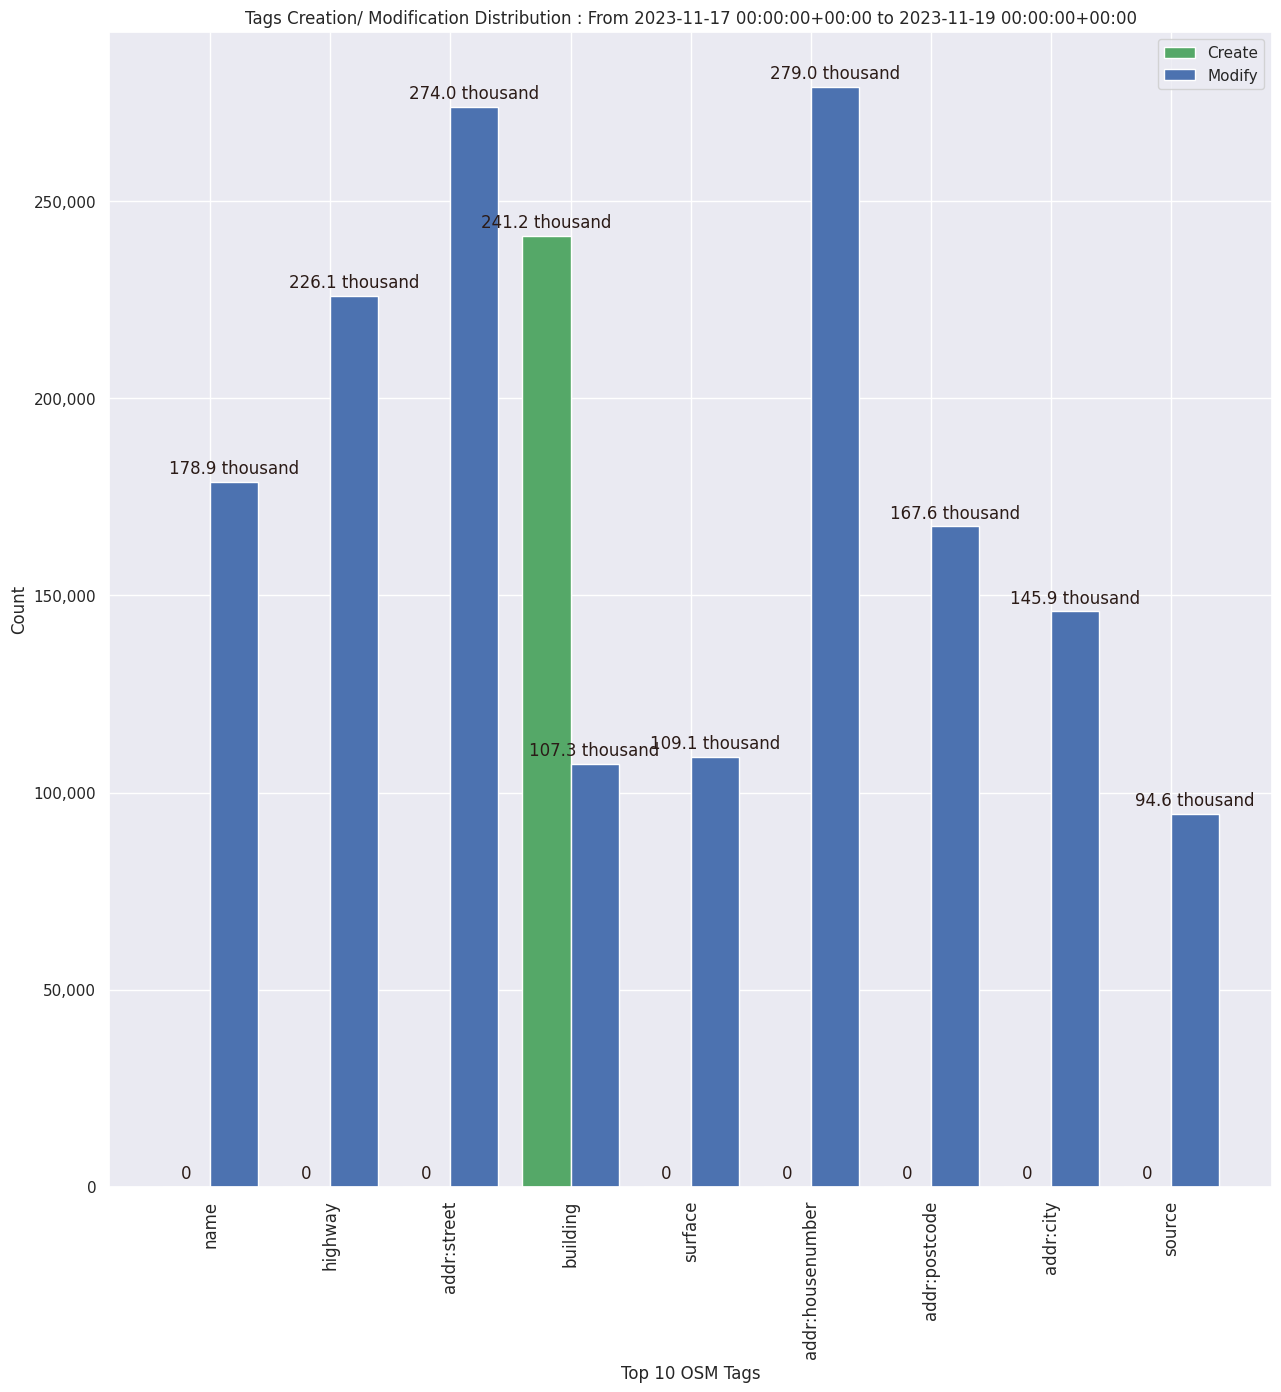 Tags Creation/ Modification Distribution : From 2023-11-17 00:00:00+00:00 to 2023-11-19 00:00:00+00:00
Create
Modify
279.0 thousand
274.0 thousand
241.2 thousand
226.1 thousand
178.9 thousand
167.6 thousand
145.9 thousand
107.3 thousand
109.1 thousand
94.6 thousand
0 0 0 0 0 0 0 0
250,000
200,000
150,000
100,000
50,000
0
Count
name
highway
addr:street
building
surface
addr:housenumber
addr:postcode
addr:city
source
Top 10 OSM Tags